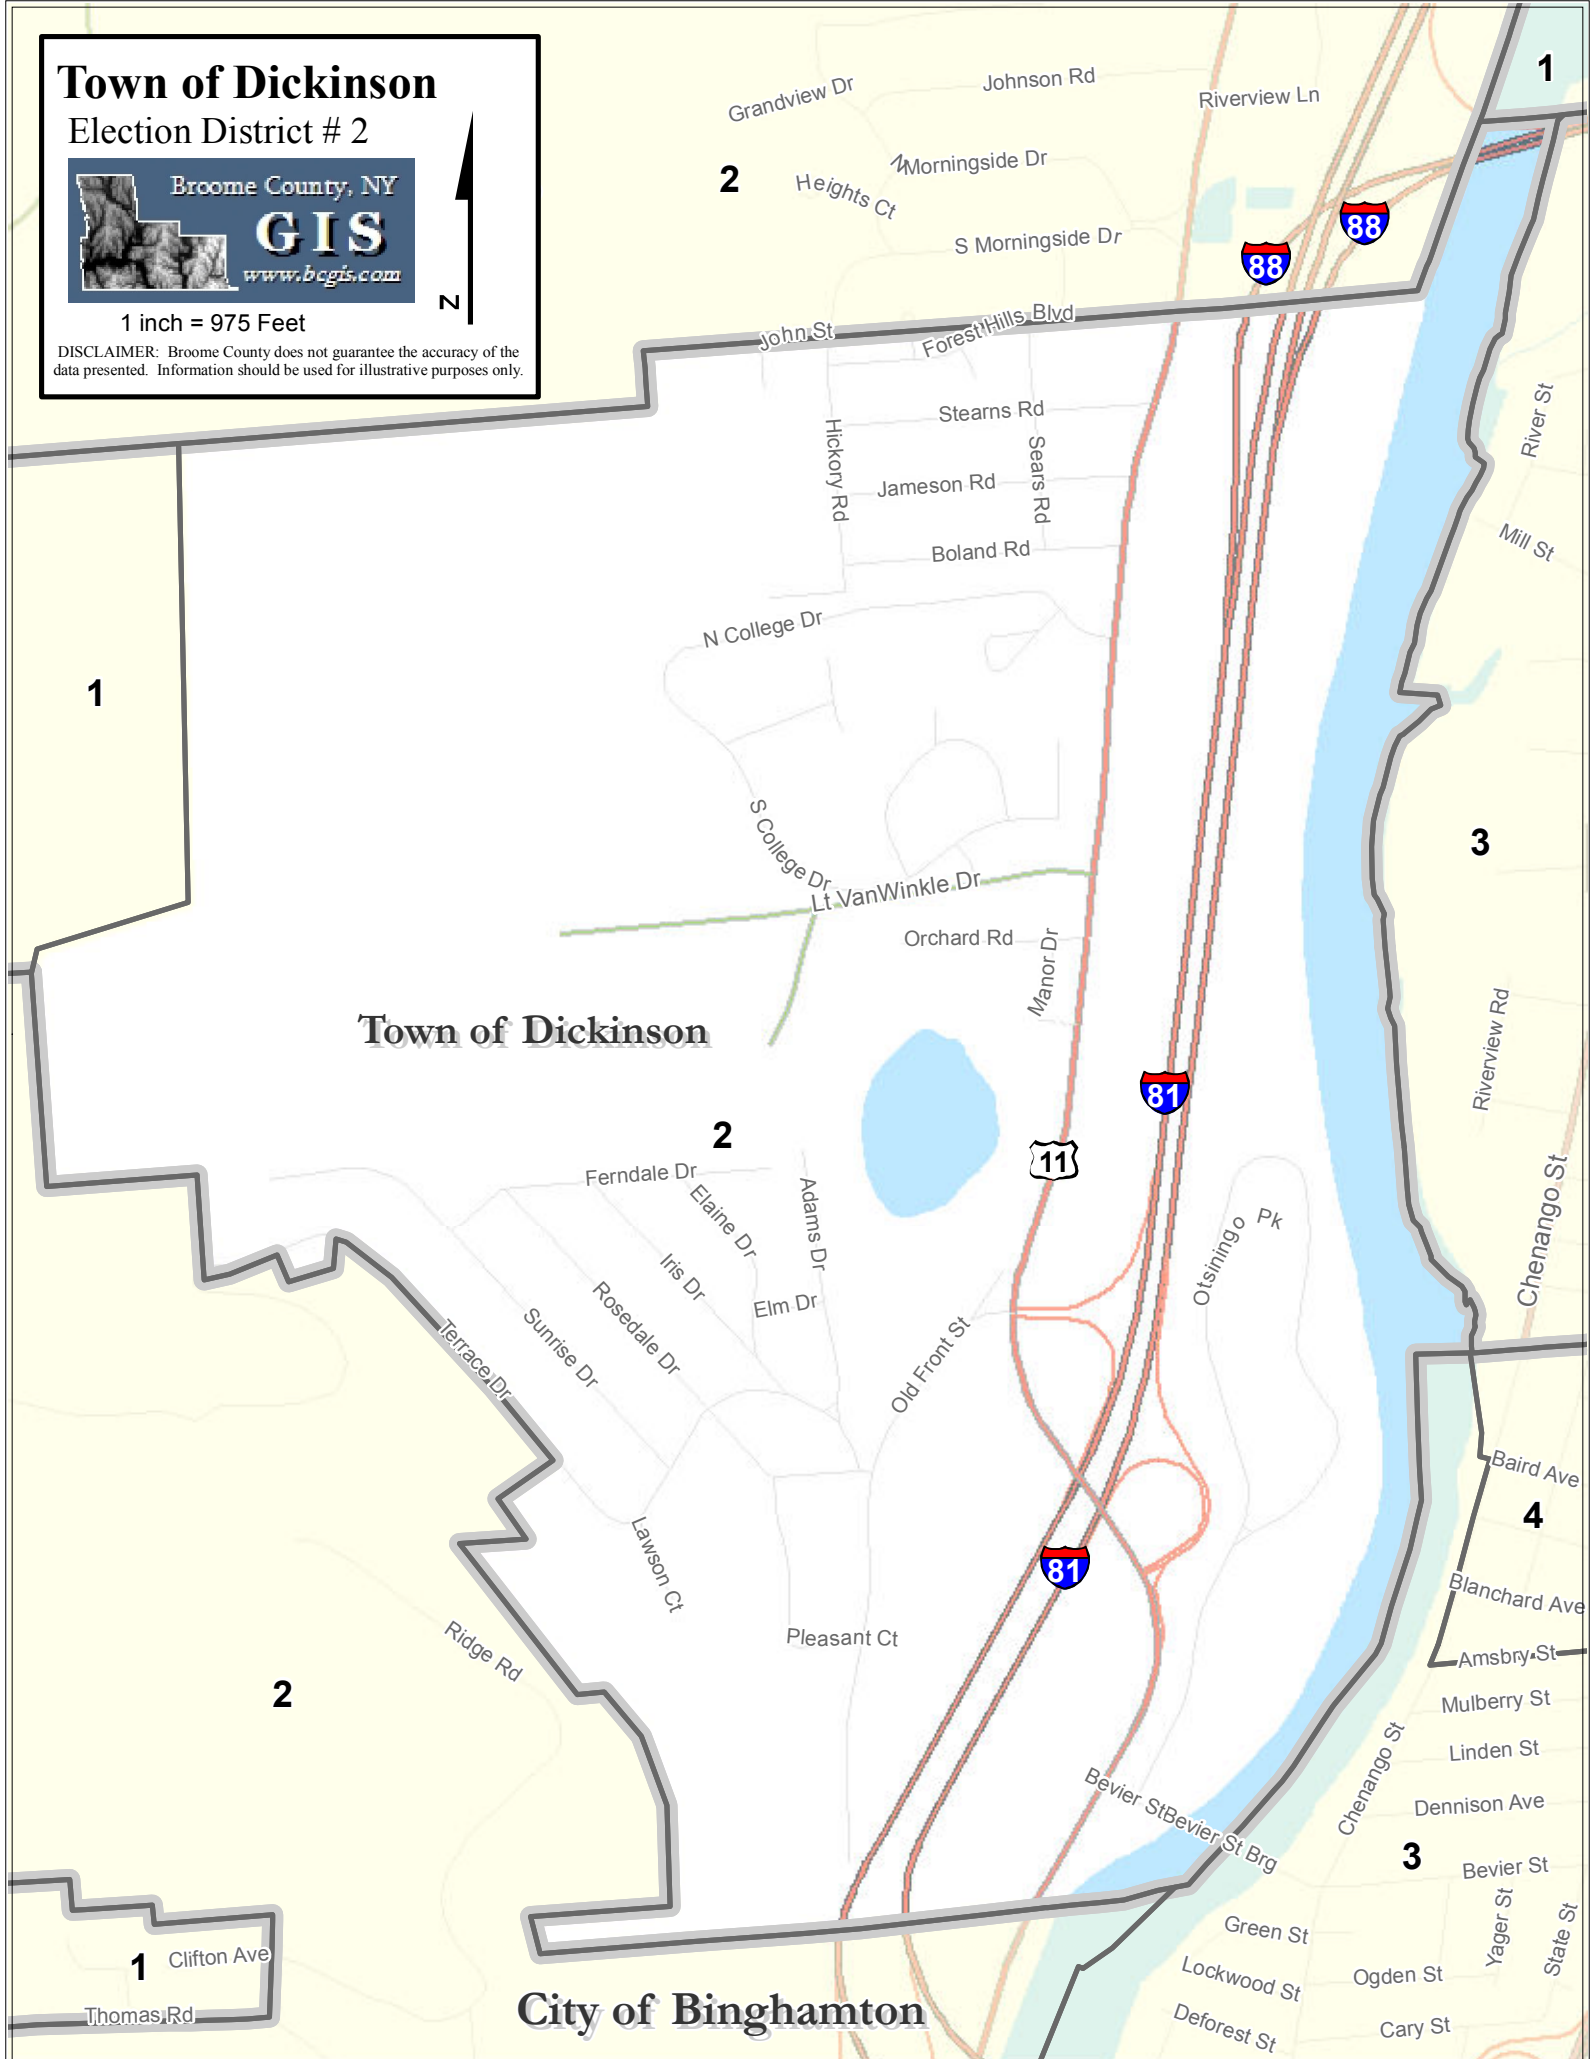 Town of Dickinson
Election District # 2
Broome County, NY
GIS
www.bcgis.com
N
1 inch = 975 Feet
DISCLAIMER: Broome County does not guarantee the accuracy of the
data presented. Information should be used for illustrative purposes only.
Grandview Dr
Johnson Rd
Riverview Ln
1
2
N Morningside Dr
Heights Ct
S Morningside Dr
88
88
John St
Forest Hills Blvd
Stearns Rd
Hickory Rd
Sears Rd
Jameson Rd
Boland Rd
River St
Mill St
N College Dr
1
S College Dr
3
Lt VanWinkle Dr
Orchard Rd
Manor Dr
Town of Dickinson
Riverview Rd
81
2
11
Ferndale Dr
Elaine Dr
Adams Dr
Iris Dr
Elm Dr
Rosedale Dr
Sunrise Dr
Terrace Dr
Old Front St
Otsiningo Pk
Chenango St
Baird Ave
4
81
Lawson Ct
Blanchard Ave
Pleasant Ct
Ridge Rd
Amsbry St
2
Mulberry St
Linden St
Chenango St
Dennison Ave
Bevier St
Bevier St Brg
3
Bevier St
Yager St
State St
Green St
1
Clifton Ave
Lockwood St
Ogden St
Thomas Rd
City of Binghamton
Deforest St
Cary St